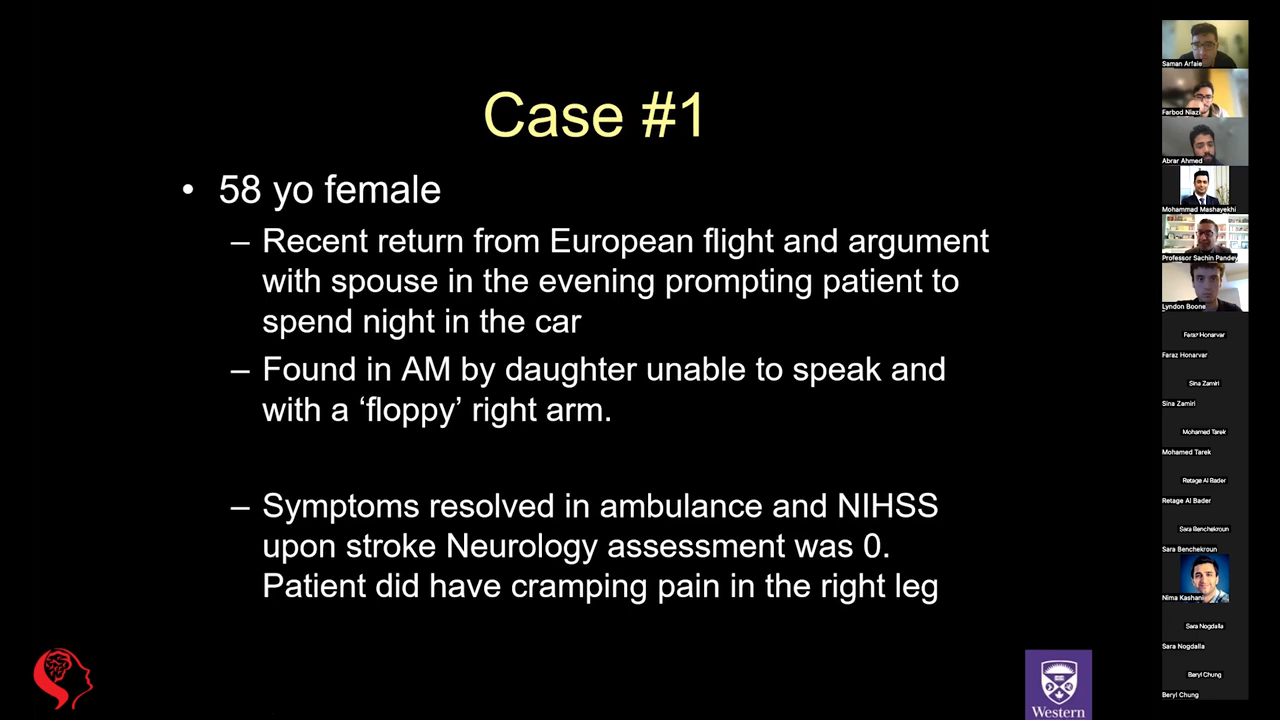 Case #1
• 58 yo female
– Recent return from European flight and argument
with spouse in the evening prompting patient to
spend night in the car
– Found in AM by daughter unable to speak and
with a ‘floppy’ right arm.
– Symptoms resolved in ambulance and NIHSS
upon stroke Neurology assessment was 0.
Patient did have cramping pain in the right leg
Western
Saman Arfaie
Farbod Niazi
Abrar Ahmed
Mohammad Mashayekhi
Professor Sachin Pandey
Lyndon Boone
Faraz Honarvar
Faraz Honarvar
Sina Zamiri
Sina Zamiri
Mohamed Tarek
Mohamed Tarek
Retage Al Bader
Retage Al Bader
Sara Benchekroun
Sara Benchekroun
Nima Kashani
Sara Nogdalla
Sara Nogdalla
Beryl Chung
Beryl Chung